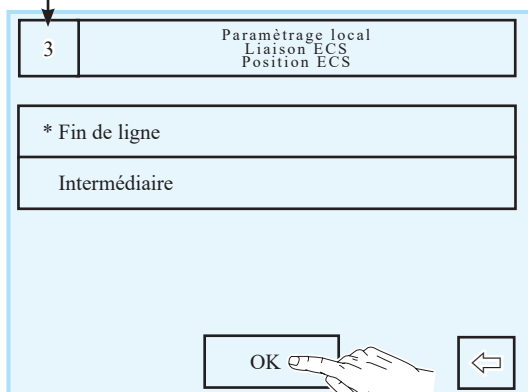 3
Paramètrage local
Liaison ECS
Position ECS
* Fin de ligne
Intermédiaire
OK